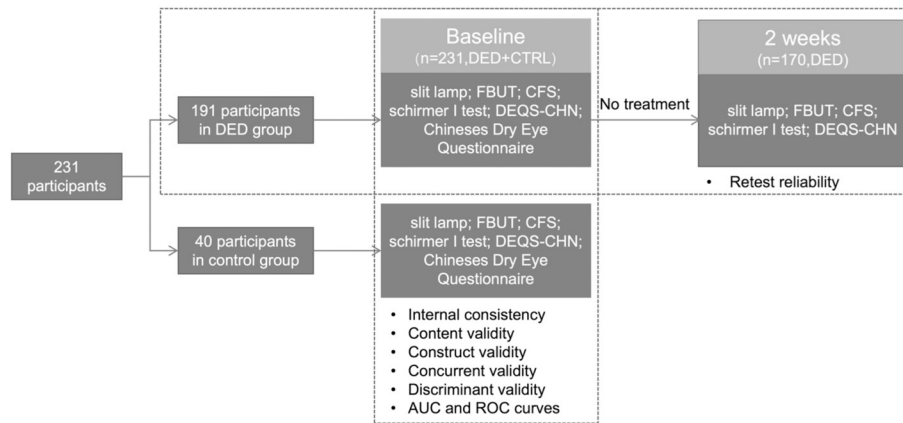 231
participants
191 participants
in DED group
40 participants
in control group
Baseline
(n=231,DED+CTRL)
slit lamp; FBUT; CFS;
schirmer I test; DEQS-CHN;
Chineses Dry Eye
Questionnaire
No treatment
2 weeks
(n=170,DED)
slit lamp; FBUT; CFS;
schirmer I test; DEQS-CHN
• Retest reliability
slit lamp; FBUT; CFS;
schirmer I test; DEQS-CHN;
Chineses Dry Eye
Questionnaire
• Internal consistency
• Content validity
• Construct validity
• Concurrent validity
• Discriminant validity
• AUC and ROC curves